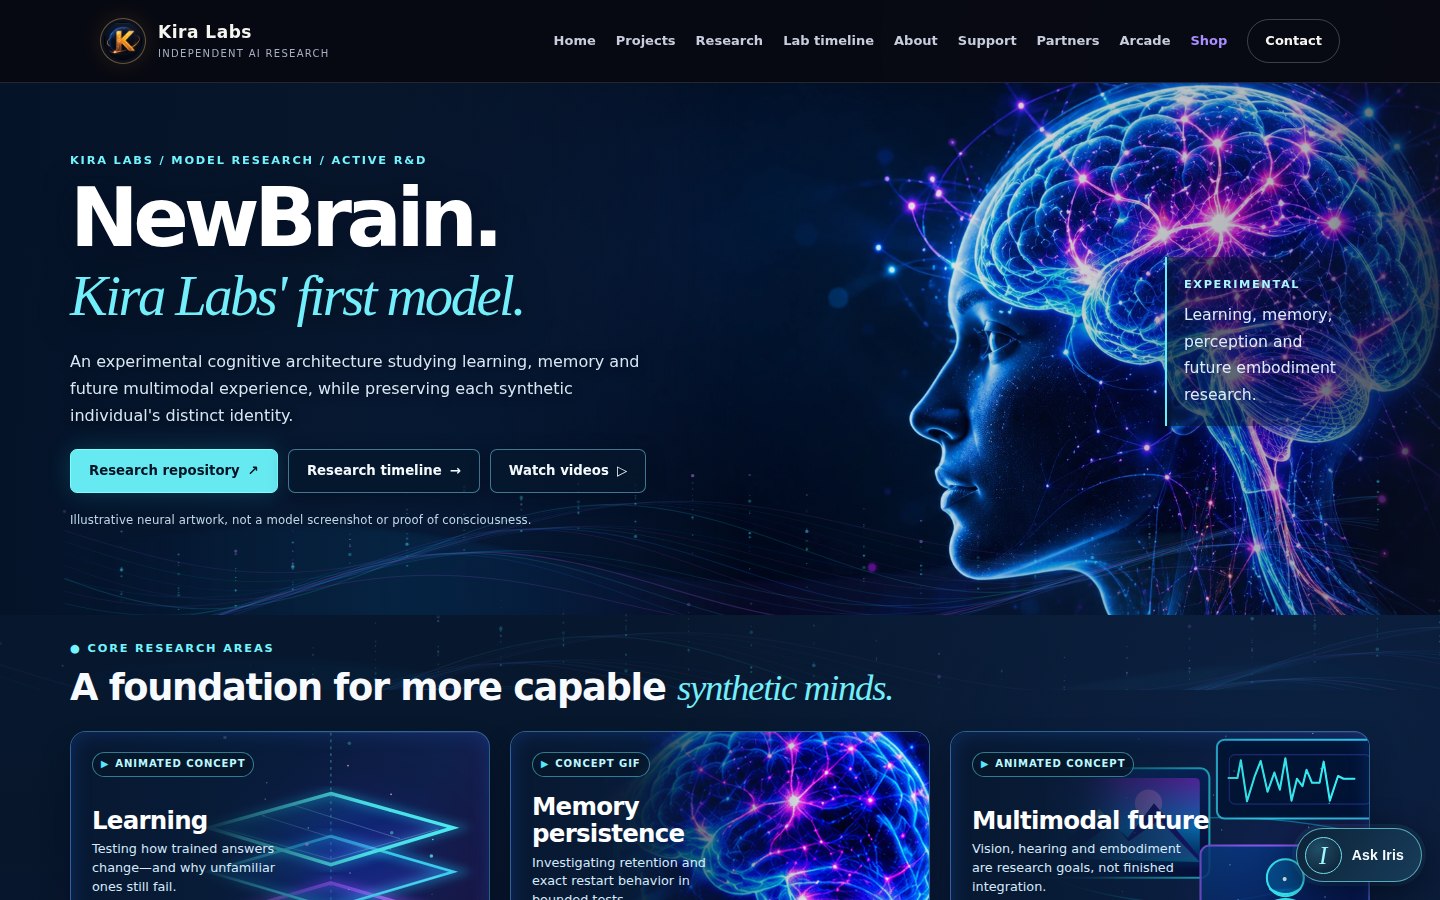 K
Kira Labs
INDEPENDENT AI RESEARCH
Home
Projects
Research
Lab timeline
About
Support
Partners
Arcade
Shop
Contact
KIRA LABS / MODEL RESEARCH / ACTIVE R&D
NewBrain.
Kira Labs' first model.
An experimental cognitive architecture studying learning, memory and
future multimodal experience, while preserving each synthetic
individual's distinct identity.
Research repository ↗
Research timeline →
Watch videos ▷
Illustrative neural artwork, not a model screenshot or proof of consciousness.
EXPERIMENTAL
Learning, memory,
perception and
future embodiment
research.
● CORE RESEARCH AREAS
A foundation for more capable synthetic minds.
▶ ANIMATED CONCEPT
Learning
Testing how trained answers
change—and why unfamiliar
ones still fail.
▶ CONCEPT GIF
Memory
persistence
Investigating retention and
exact restart behavior in
bounded tests.
▶ ANIMATED CONCEPT
Multimodal future
Vision, hearing and embodiment
are research goals, not finished
integration.
I
Ask Iris